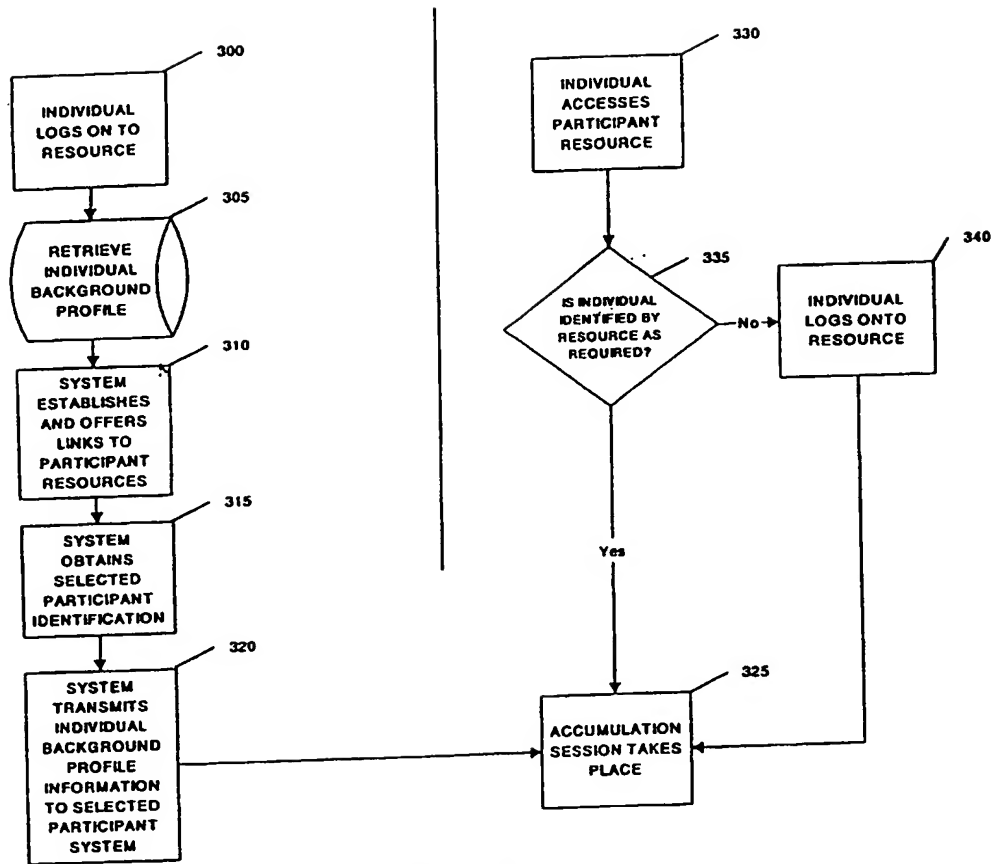 300
INDIVIDUAL
LOGS ON TO
RESOURCE
305
RETRIEVE
INDIVIDUAL
BACKGROUND
PROFILE
310
SYSTEM
ESTABLISHES
AND OFFERS
LINKS TO
PARTICIPANT
RESOURCES
315
SYSTEM
OBTAINS
SELECTED
PARTICIPANT
IDENTIFICATION
320
SYSTEM
TRANSMITS
INDIVIDUAL
BACKGROUND
PROFILE
INFORMATION
TO SELECTED
PARTICIPANT
SYSTEM
330
INDIVIDUAL
ACCESSES
PARTICIPANT
RESOURCE
335
IS INDIVIDUAL
IDENTIFIED BY
RESOURCE AS
REQUIRED?
No
340
INDIVIDUAL
LOGS ONTO
RESOURCE
Yes
325
ACCUMULATION
SESSION TAKES
PLACE